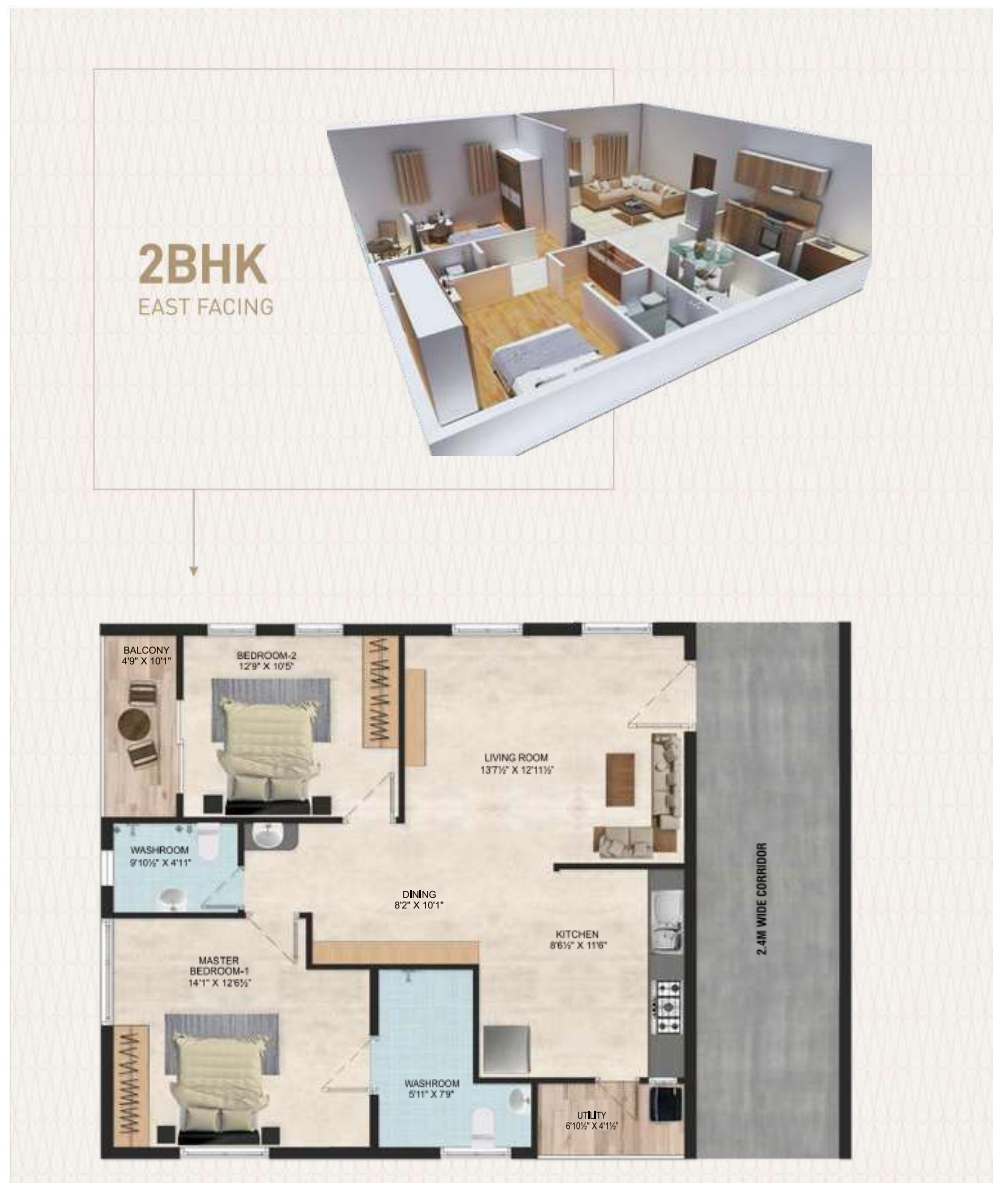 2BHK
EAST FACING
BALCONY
4'9" X 10'1"
BEDROOM-2
12'9" X 10'5"
LIVING ROOM
13'7½" X 12'11½"
WASHROOM
9'10½" X 4'11"
DINING
8'2" X 10'1"
KITCHEN
8'6½" X 11'6"
2.4M WIDE CORRIDOR
MASTER
BEDROOM-1
14'1" X 12'6½"
WASHROOM
5'11" X 7'9"
UTILITY
6'10½" X 4'1½"